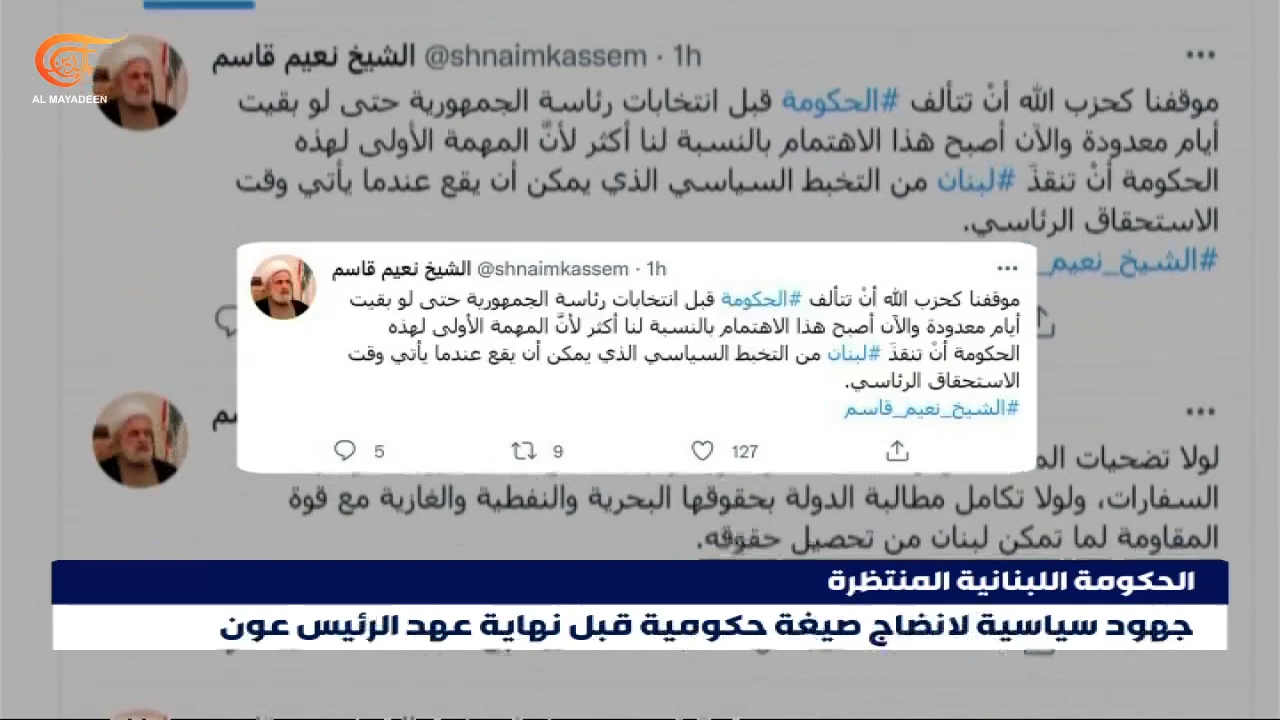 AL MAYADEEN
الشيخ نعيم قاسم @shnaimkassem · 1h
موقفنا كحزب الله أنْ تتألف #الحكومة قبل انتخابات رئاسة الجمهورية حتى لو بقيت
أيام معدودة والآن أصبح هذا الاهتمام بالنسبة لنا أكثر لأنَّ المهمة الأولى لهذه
الحكومة أنْ تنقذَ #لبنان من التخبط السياسي الذي يمكن أن يقع عندما يأتي وقت
الاستحقاق الرئاسي.
#الشيخ_نعيم_
الشيخ نعيم قاسم @shnaimkassem · 1h
موقفنا كحزب الله أنْ تتألف #الحكومة قبل انتخابات رئاسة الجمهورية حتى لو بقيت
أيام معدودة والآن أصبح هذا الاهتمام بالنسبة لنا أكثر لأنَّ المهمة الأولى لهذه
الحكومة أنْ تنقذَ #لبنان من التخبط السياسي الذي يمكن أن يقع عندما يأتي وقت
الاستحقاق الرئاسي.
#الشيخ_نعيم_قاسم
5 9 127
لولا تضحيات
السفارات، ولولا تكامل مطالبة الدولة بحقوقها البحرية والنفطية والغازية مع قوة
المقاومة لما تمكن لبنان من تحصيل حقوقه.
الحكومة اللبنانية المنتظرة
جهود سياسية لانضاج صيغة حكومية قبل نهاية عهد الرئيس عون